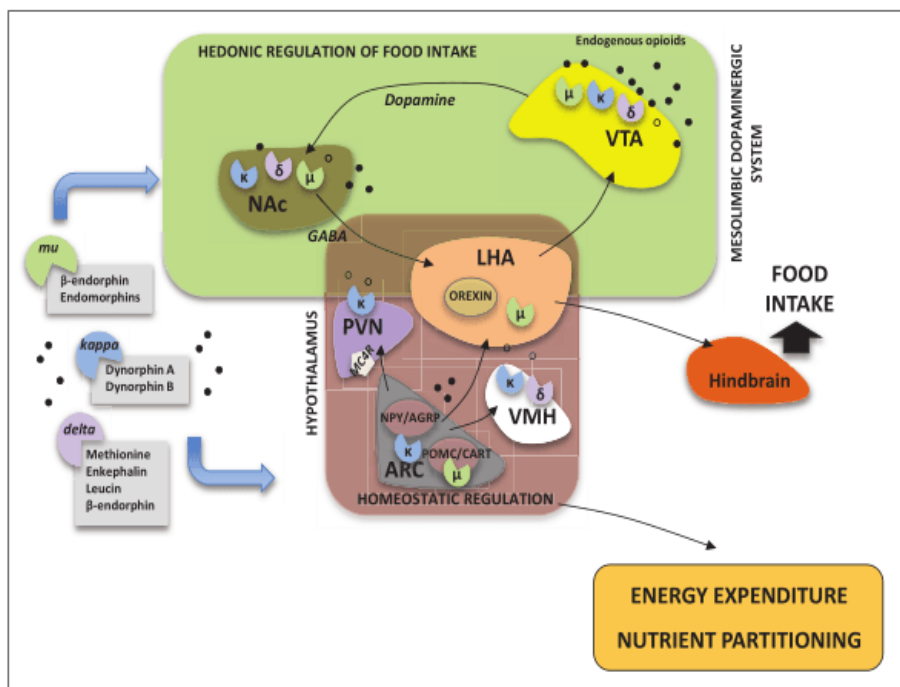 HEDONIC REGULATION OF FOOD INTAKE
Endogenous opioids
MESOLIMBIC DOPAMINERGIC
SYSTEM
Dopamine
μ
κ
δ
VTA
κ
δ
μ
NAc
GABA
mu
β-endorphin
Endomorphins
kappa
Dynorphin A
Dynorphin B
delta
Methionine
Enkephalin
Leucin
β-endorphin
HYPOTHALAMUS
LHA
OREXIN
μ
κ
PVN
MC4R
κ
δ
VMH
NPY/AGRP
κ
POMC/CART
ARC
μ
HOMEOSTATIC REGULATION
FOOD
INTAKE
Hindbrain
ENERGY EXPENDITURE
NUTRIENT PARTITIONING